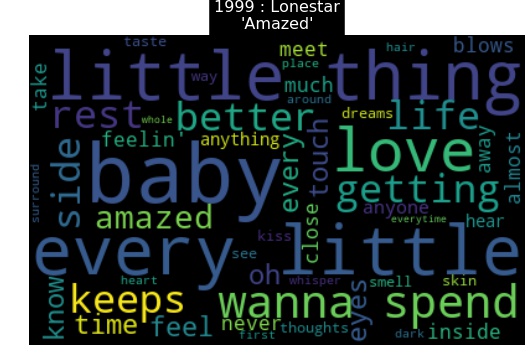 1999 : Lonestar
'Amazed'
taste
hair
blows
meet
place
take
little thing
way
much
around
rest
better
dreams
life
whole
feelin'
anything
every
touch
love
away
almost
surround
side
baby
getting
amazed
close
anyone
everytime
hear
every little
kiss
see
oh
know
heart
whisper
smell
skin
keeps
wanna spend
eyes
time
feel
never
first
thoughts
dark
inside